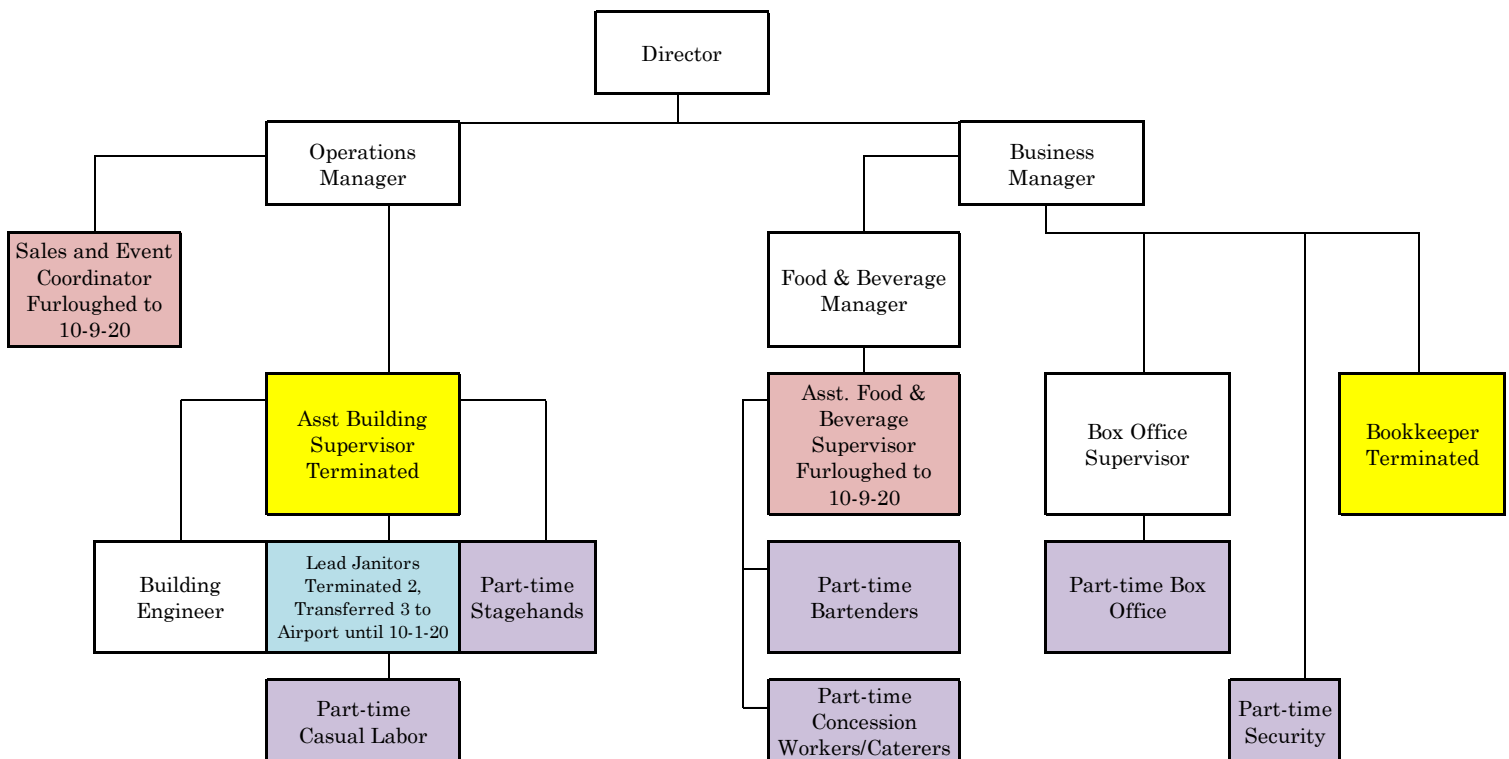 Director
Operations
Manager
Business
Manager
Sales and Event
Coordinator
Furloughed to
10-9-20
Food & Beverage
Manager
Asst Building
Supervisor
Terminated
Asst. Food &
Beverage
Supervisor
Furloughed to
10-9-20
Box Office
Supervisor
Bookkeeper
Terminated
Building
Engineer
Lead Janitors
Terminated 2,
Transferred 3 to
Airport until 10-1-20
Part-time
Stagehands
Part-time
Bartenders
Part-time Box
Office
Part-time
Casual Labor
Part-time
Concession
Workers/Caterers
Part-time
Security